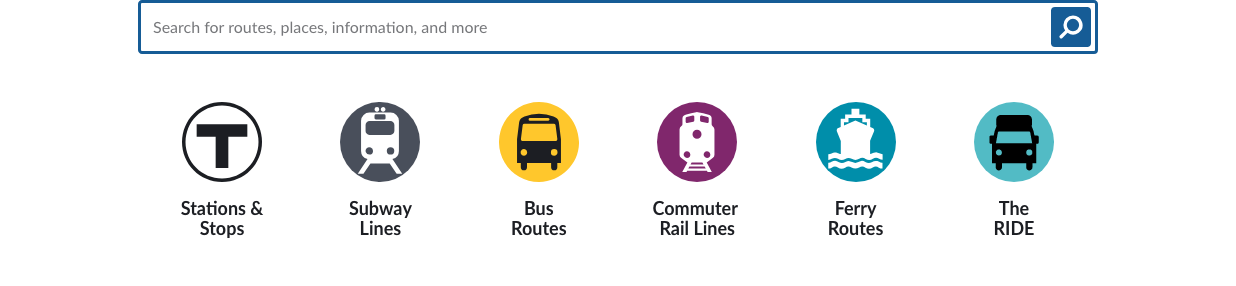 Search for routes, places, information, and more
T
Stations &
Stops
Subway
Lines
Bus
Routes
Commuter
Rail Lines
Ferry
Routes
The
RIDE